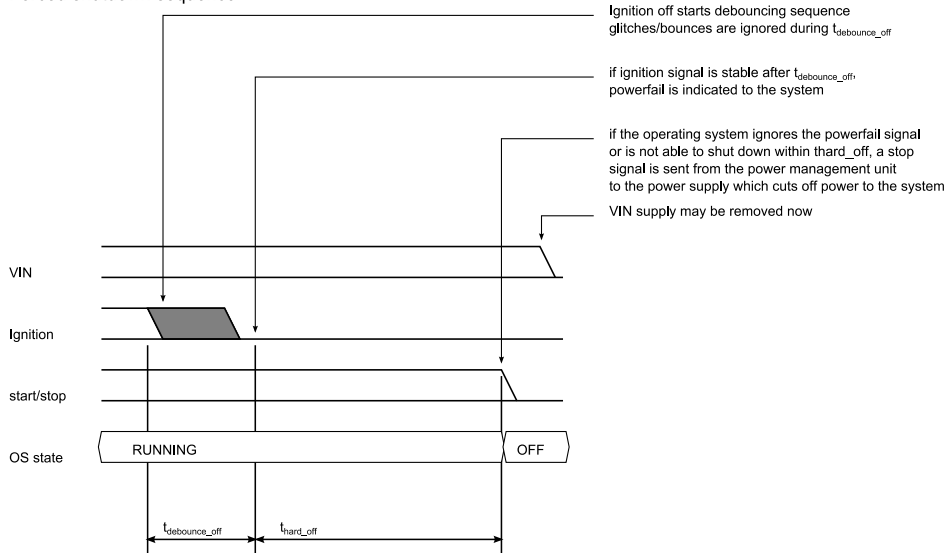 Ignition off starts debouncing sequence
glitches/bounces are ignored during tdebounce_off
if ignition signal is stable after tdebounce_off,
powerfail is indicated to the system
if the operating system ignores the powerfail signal
or is not able to shut down within thard_off, a stop
signal is sent from the power management unit
to the power supply which cuts off power to the system
VIN supply may be removed now
VIN
Ignition
start/stop
OS state
RUNNING
OFF
tdebounce_off
thard_off